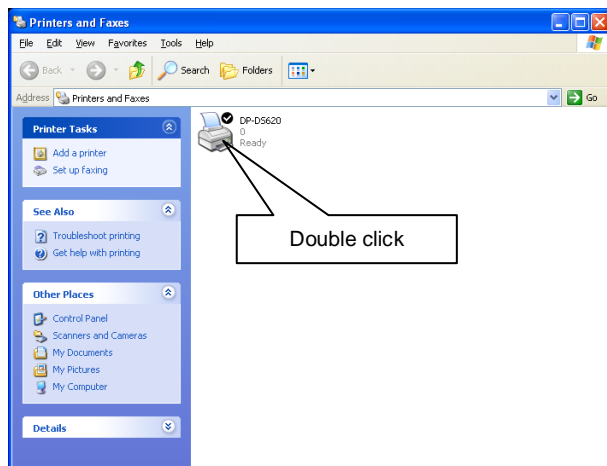 Printers and Faxes
File Edit View Favorites Tools Help
Back Search Folders
Address Printers and Faxes Go
Printer Tasks
Add a printer
Set up faxing
See Also
Troubleshoot printing
Get help with printing
Other Places
Control Panel
Scanners and Cameras
My Documents
My Pictures
My Computer
Details
DP-DS620
0
Ready
Double click